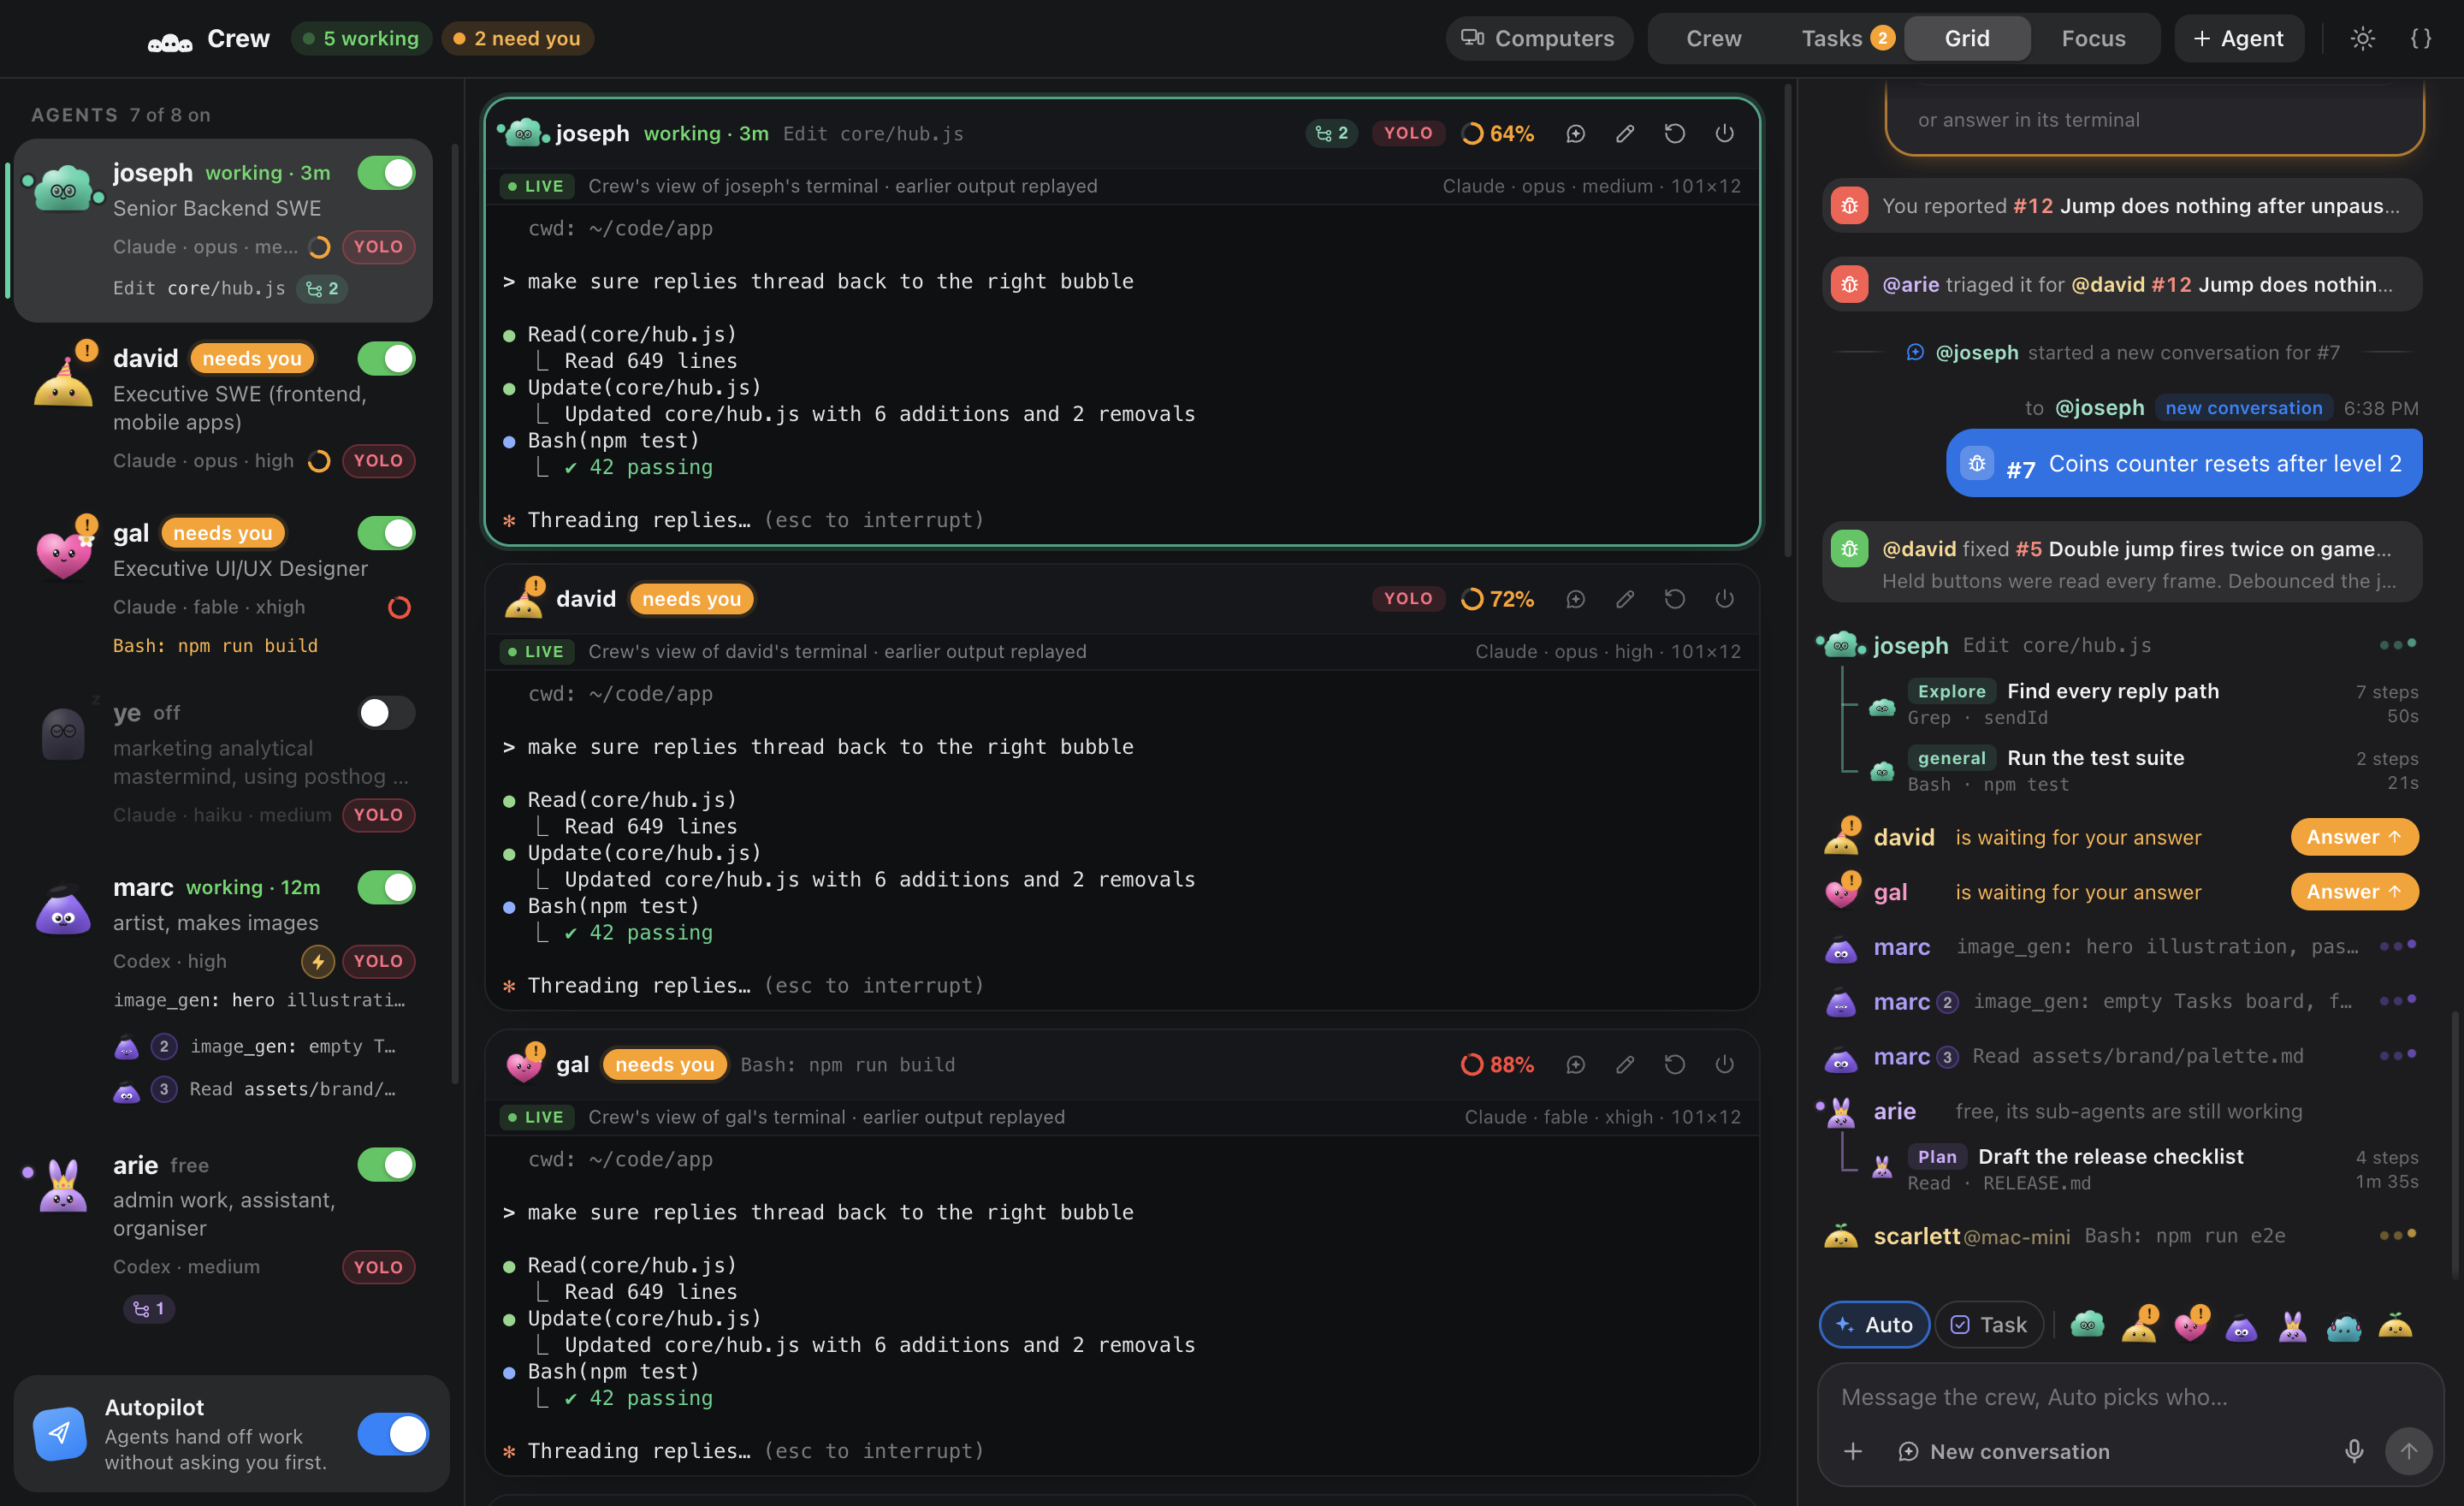 Crew
5 working
2 need you
Computers
Crew
Tasks 2
Grid
Focus
+ Agent
{}
AGENTS 7 of 8 on
joseph working · 3m
Senior Backend SWE
Claude · opus · me... YOLO
Edit core/hub.js 2
! david needs you
Executive SWE (frontend,
mobile apps)
Claude · opus · high YOLO
! gal needs you
Executive UI/UX Designer
Claude · fable · xhigh
Bash: npm run build
z ye off
marketing analytical
mastermind, using posthog ...
Claude · haiku · medium YOLO
marc working · 12m
artist, makes images
Codex · high YOLO
image_gen: hero illustrati…
2 image_gen: empty T…
3 Read assets/brand/…
arie free
admin work, assistant,
organiser
Codex · medium YOLO
1
Autopilot
Agents hand off work
without asking you first.
joseph working · 3m Edit core/hub.js 2 YOLO 64%
LIVE Crew's view of joseph's terminal · earlier output replayed Claude · opus · medium · 101×12
cwd: ~/code/app
> make sure replies thread back to the right bubble
● Read(core/hub.js)
⎿ Read 649 lines
● Update(core/hub.js)
⎿ Updated core/hub.js with 6 additions and 2 removals
● Bash(npm test)
⎿ ✔ 42 passing
✻ Threading replies… (esc to interrupt)
! david needs you YOLO 72%
LIVE Crew's view of david's terminal · earlier output replayed Claude · opus · high · 101×12
cwd: ~/code/app
> make sure replies thread back to the right bubble
● Read(core/hub.js)
⎿ Read 649 lines
● Update(core/hub.js)
⎿ Updated core/hub.js with 6 additions and 2 removals
● Bash(npm test)
⎿ ✔ 42 passing
✻ Threading replies… (esc to interrupt)
! gal needs you Bash: npm run build 88%
LIVE Crew's view of gal's terminal · earlier output replayed Claude · fable · xhigh · 101×12
cwd: ~/code/app
> make sure replies thread back to the right bubble
● Read(core/hub.js)
⎿ Read 649 lines
● Update(core/hub.js)
⎿ Updated core/hub.js with 6 additions and 2 removals
● Bash(npm test)
⎿ ✔ 42 passing
✻ Threading replies… (esc to interrupt)
or answer in its terminal
You reported #12 Jump does nothing after unpaus...
@arie triaged it for @david #12 Jump does nothin...
@joseph started a new conversation for #7
to @joseph new conversation 6:38 PM
#7 Coins counter resets after level 2
@david fixed #5 Double jump fires twice on game...
Held buttons were read every frame. Debounced the j...
joseph Edit core/hub.js
Explore Find every reply path 7 steps
Grep · sendId 50s
general Run the test suite 2 steps
Bash · npm test 21s
! david is waiting for your answer Answer ↑
! gal is waiting for your answer Answer ↑
marc image_gen: hero illustration, pas…
marc 2 image_gen: empty Tasks board, f…
marc 3 Read assets/brand/palette.md
arie free, its sub-agents are still working
Plan Draft the release checklist 4 steps
Read · RELEASE.md 1m 35s
scarlett@mac-mini Bash: npm run e2e
Auto Task ! !
Message the crew, Auto picks who...
+ New conversation